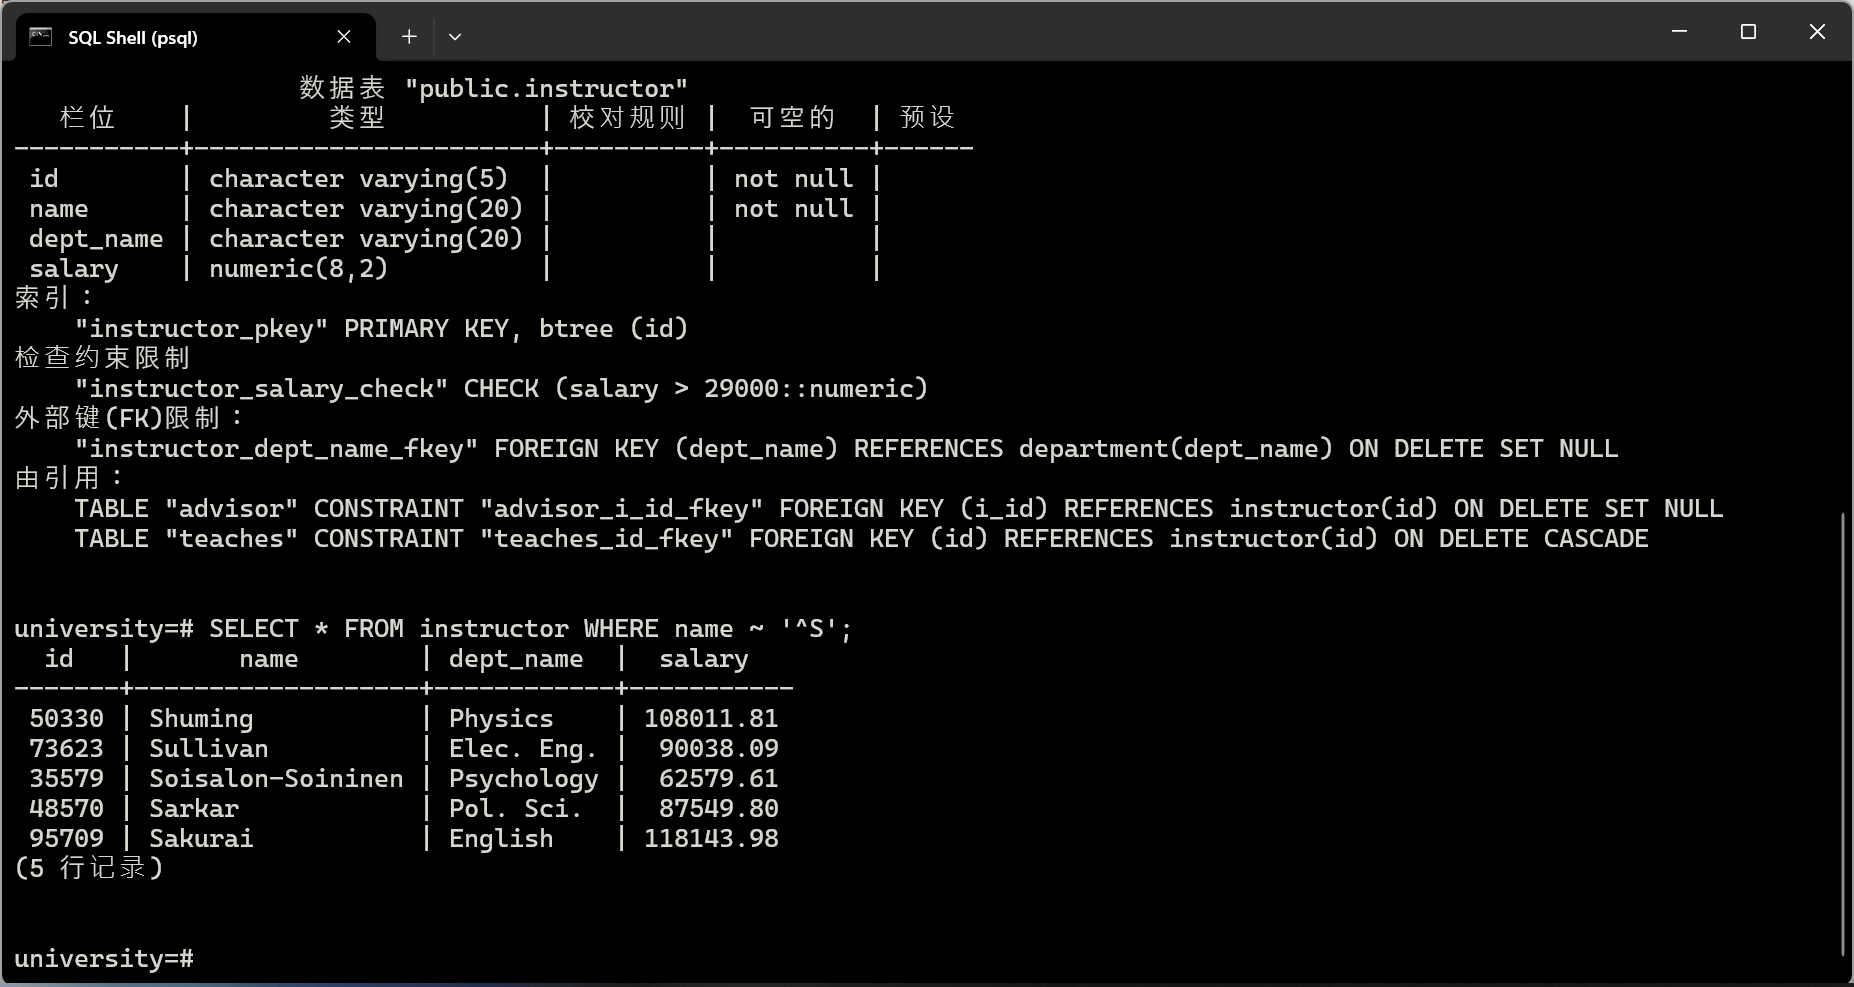 SQL Shell (psql)
数据表 "public.instructor"
栏位 | 类型 | 校对规则 | 可空的 | 预设
-----------+-----------------------+----------+----------+------
id | character varying(5) | | not null |
name | character varying(20) | | not null |
dept_name | character varying(20) | | |
salary | numeric(8,2) | | |
索引：
"instructor_pkey" PRIMARY KEY, btree (id)
检查约束限制
"instructor_salary_check" CHECK (salary > 29000::numeric)
外部键(FK)限制：
"instructor_dept_name_fkey" FOREIGN KEY (dept_name) REFERENCES department(dept_name) ON DELETE SET NULL
由引用：
TABLE "advisor" CONSTRAINT "advisor_i_id_fkey" FOREIGN KEY (i_id) REFERENCES instructor(id) ON DELETE SET NULL
TABLE "teaches" CONSTRAINT "teaches_id_fkey" FOREIGN KEY (id) REFERENCES instructor(id) ON DELETE CASCADE
university=# SELECT * FROM instructor WHERE name ~ '^S';
id | name | dept_name | salary
-------+-------------------+------------+-----------
50330 | Shuming | Physics | 108011.81
73623 | Sullivan | Elec. Eng. | 90038.09
35579 | Soisalon-Soininen | Psychology | 62579.61
48570 | Sarkar | Pol. Sci. | 87549.80
95709 | Sakurai | English | 118143.98
(5 行记录)
university=#